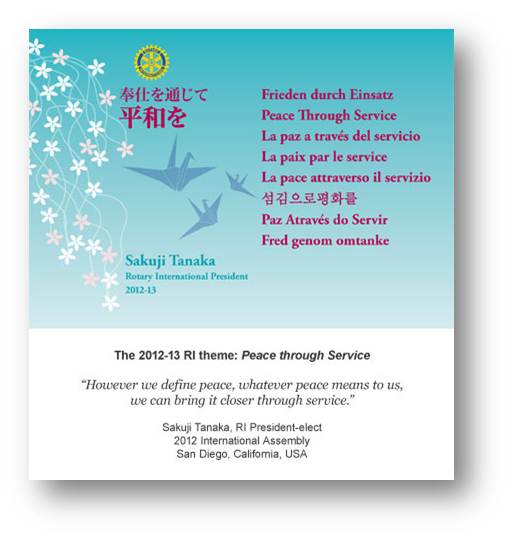 奉仕を通じて
平和を
Frieden durch Einsatz
Peace Through Service
La paz a través del servicio
La paix par le service
La pace attraverso il servizio
섬김으로평화를
Paz Através do Servir
Fred genom omtanke
Sakuji Tanaka
Rotary International President
2012-13
The 2012-13 RI theme: Peace through Service
“However we define peace, whatever peace means to us,
we can bring it closer through service.”
Sakuji Tanaka, RI President-elect
2012 International Assembly
San Diego, California, USA